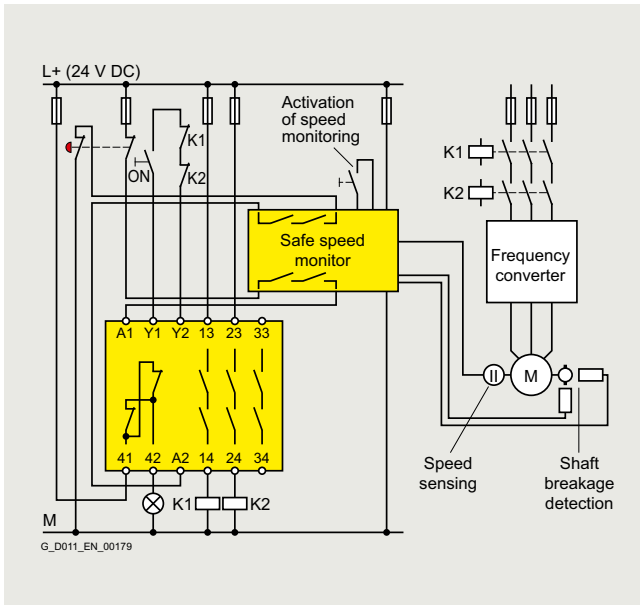 L+ (24 V DC)
Activation
of speed
monitoring
K1
K2
ON
K1
K2
Safe speed
monitor
Frequency
converter
A1 Y1 Y2 13 23 33
M
41 42 A2 14 24 34
Speed
sensing
Shaft
breakage
detection
K1
K2
M
G_D011_EN_00179